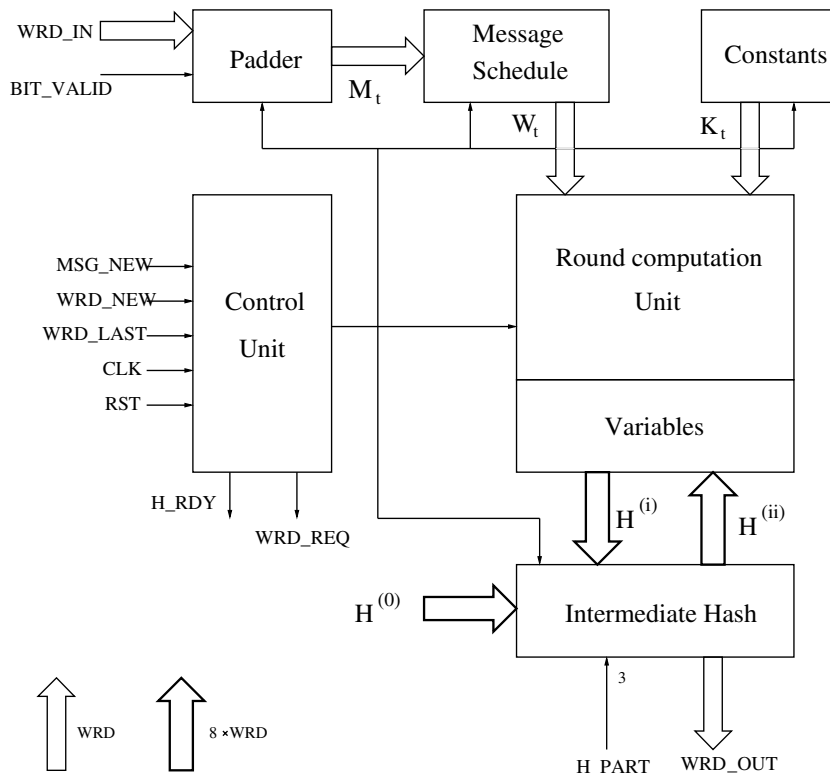 WRD_IN
BIT_VALID
Padder
M t
Message
Schedule
Constants
W t
K t
MSG_NEW
WRD_NEW
WRD_LAST
CLK
RST
Control
Unit
Round computation
Unit
Variables
H_RDY
WRD_REQ
H (i)
H (ii)
H (0)
Intermediate Hash
3
H_PART
WRD_OUT
WRD
8 ×WRD